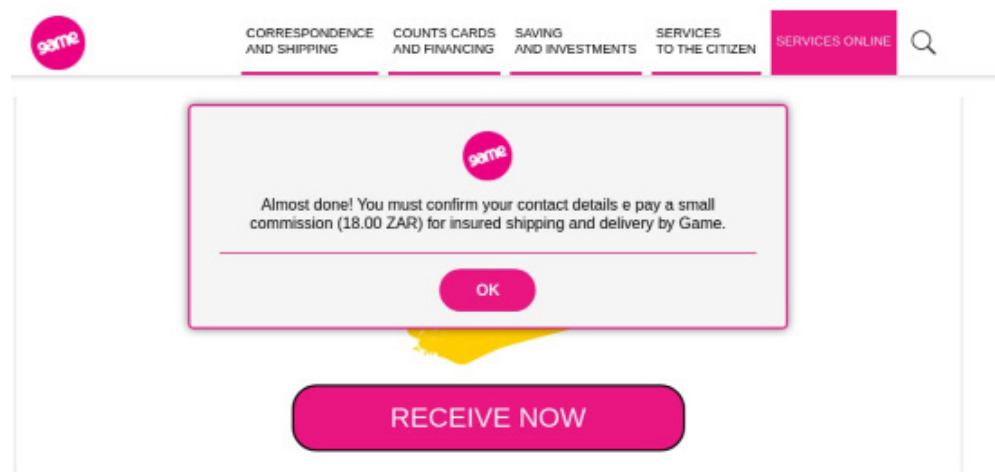 game
CORRESPONDENCE
AND SHIPPING
COUNTS CARDS
AND FINANCING
SAVING
AND INVESTMENTS
SERVICES
TO THE CITIZEN
SERVICES ONLINE
game
Almost done! You must confirm your contact details e pay a small
commission (18.00 ZAR) for insured shipping and delivery by Game.
OK
RECEIVE NOW